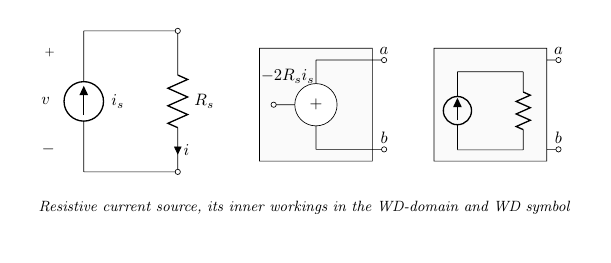 +
v
−
i_s
R_s
i
−2R_s i_s
+
a
b
a
b
Resistive current source, its inner workings in the WD-domain and WD symbol